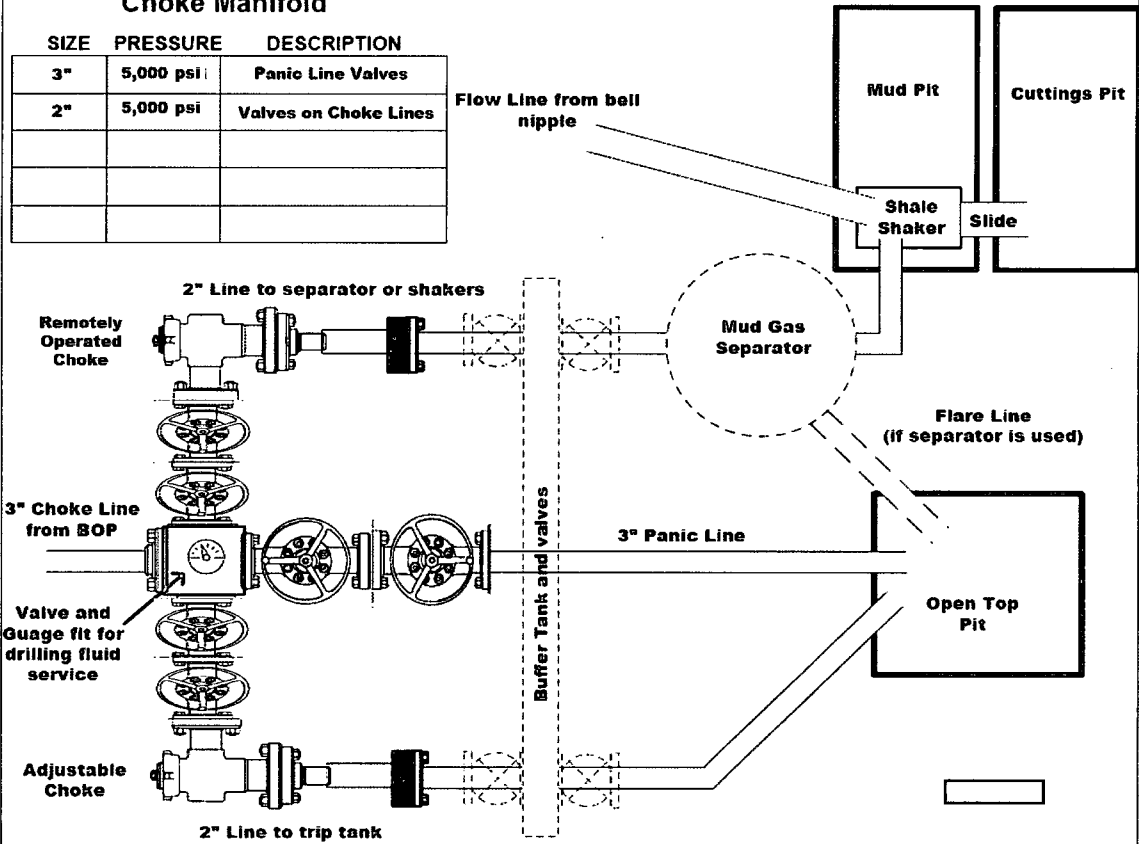 Choke Manifold
SIZE PRESSURE DESCRIPTION
3" 5,000 psi Panic Line Valves
2" 5,000 psi Valves on Choke Lines
Flow Line from bell
nipple
Mud Pit
Cuttings Pit
Shale
Shaker
Slide
2" Line to separator or shakers
Remotely
Operated
Choke
Mud Gas
Separator
Flare Line
(if separator is used)
3" Choke Line
from BOP
Buffer Tank and valves
3" Panic Line
Valve and
Guage fit for
drilling fluid
service
Open Top
Pit
Adjustable
Choke
2" Line to trip tank